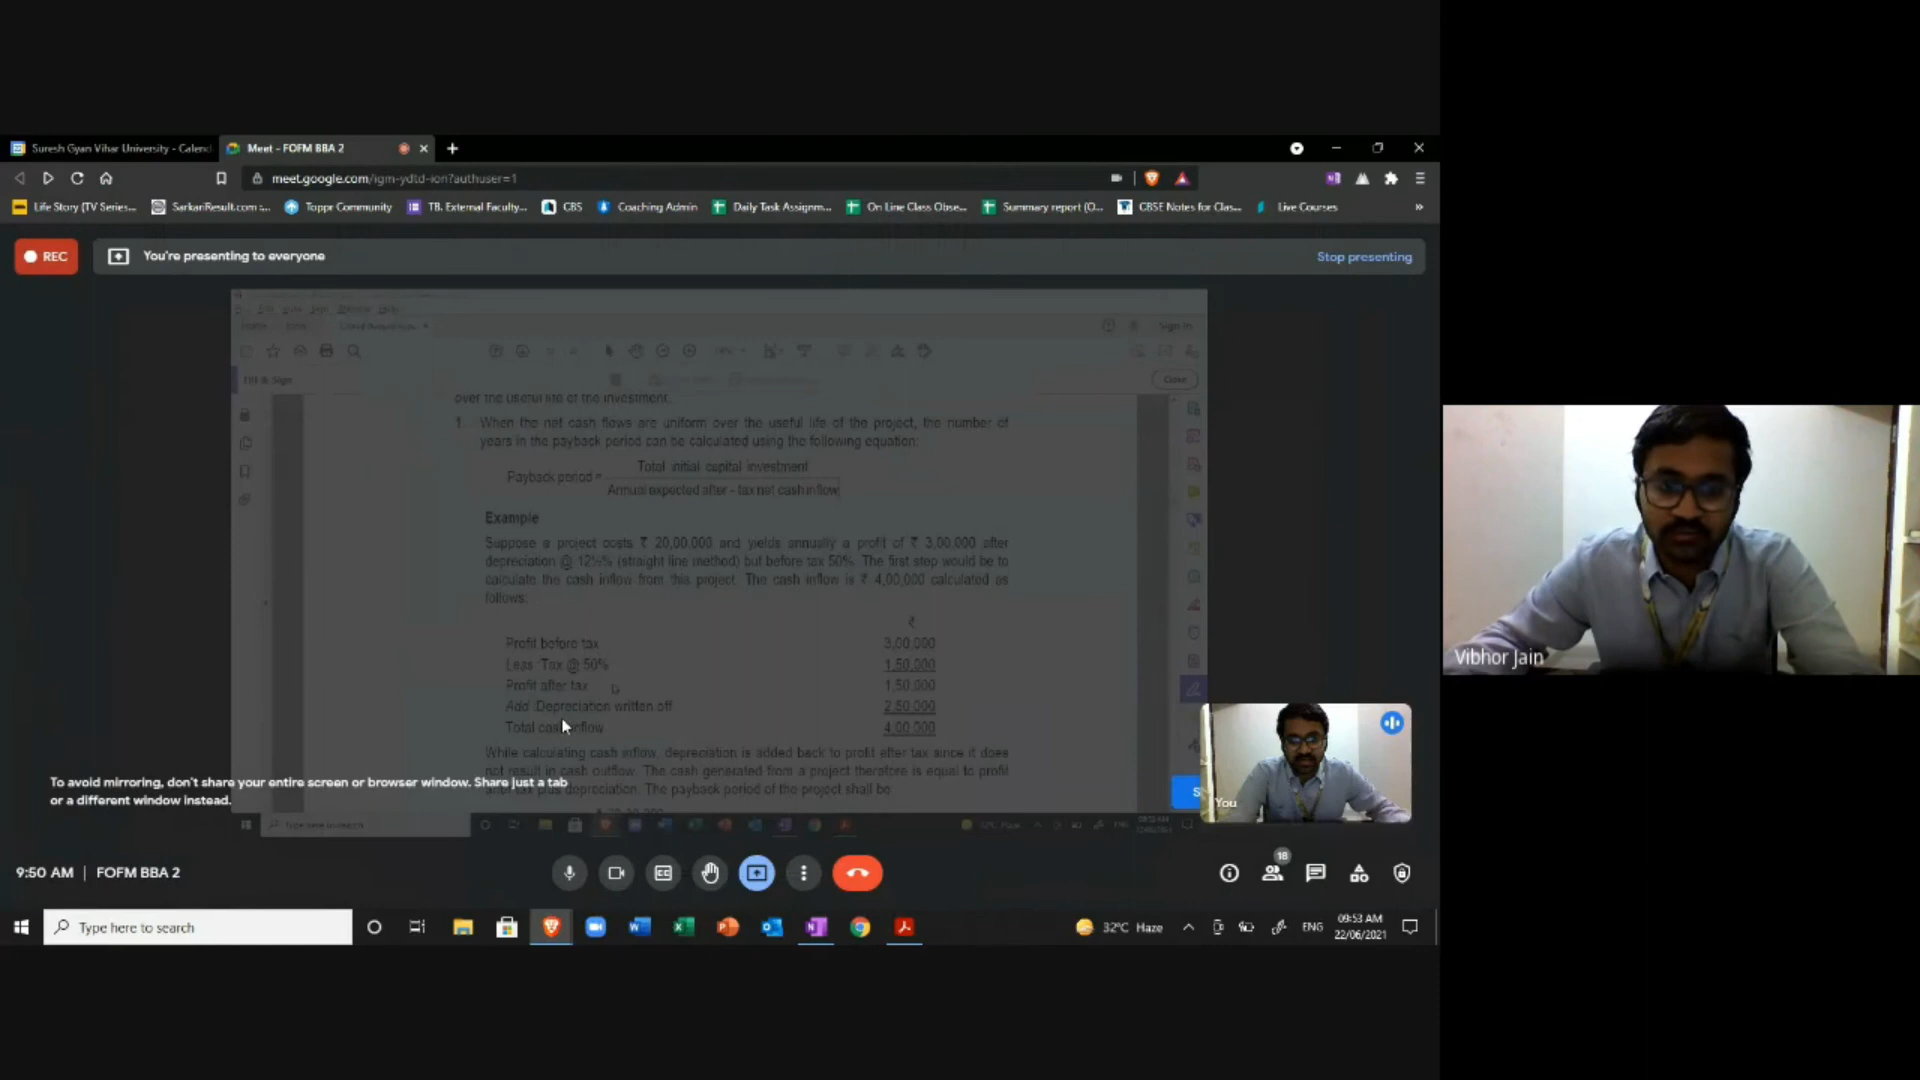 Suresh Gyan Vihar University - Calend
Meet - FOFM BBA 2
meet.google.com/igm-ydtd-ion?authuser=1
Life Story (TV Series...
SarkariResult.com :...
Toppr Community
TB. External Faculty...
CBS
Coaching Admin
Daily Task Assignm...
On Line Class Obse...
Summary report (O...
CBSE Notes for Clas...
Live Courses
»
REC
You're presenting to everyone
Stop presenting
Sign In
Fill & Sign
Close
over the useful life of the investment.
1. When the net cash flows are uniform over the useful life of the project, the number of
years in the payback period can be calculated using the following equation:
Payback period = Total initial capital investment
Annual expected after - tax net cash inflow
Example
Suppose a project costs ₹ 20,00,000 and yields annually a profit of ₹ 3,00,000 after
depreciation @ 12½% (straight line method) but before tax 50%. The first step would be to
calculate the cash inflow from this project. The cash inflow is ₹ 4,00,000 calculated as
follows:
₹
Profit before tax 3,00,000
Less : Tax @ 50% 1,50,000
Profit after tax 1,50,000
Add : Depreciation written off 2,50,000
Total cash inflow 4,00,000
While calculating cash inflow, depreciation is added back to profit after tax since it does
not result in cash outflow. The cash generated from a project therefore is equal to profit
after tax plus depreciation. The payback period of the project shall be
To avoid mirroring, don't share your entire screen or browser window. Share just a tab
or a different window instead.
S
You
Vibhor Jain
9:50 AM | FOFM BBA 2
18
Type here to search
32°C Haze
ENG
09:53 AM
22/06/2021